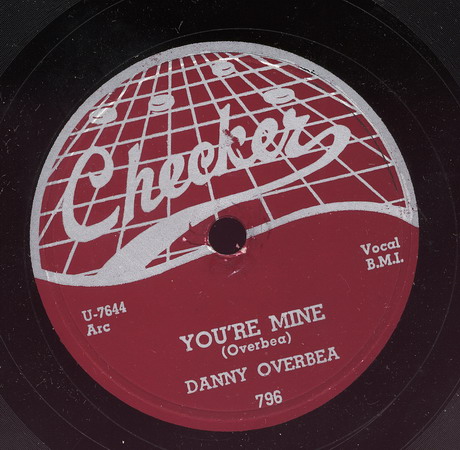 Checker
U-7644
Arc
Vocal
B.M.I.
YOU'RE MINE
(Overbea)
DANNY OVERBEA
796